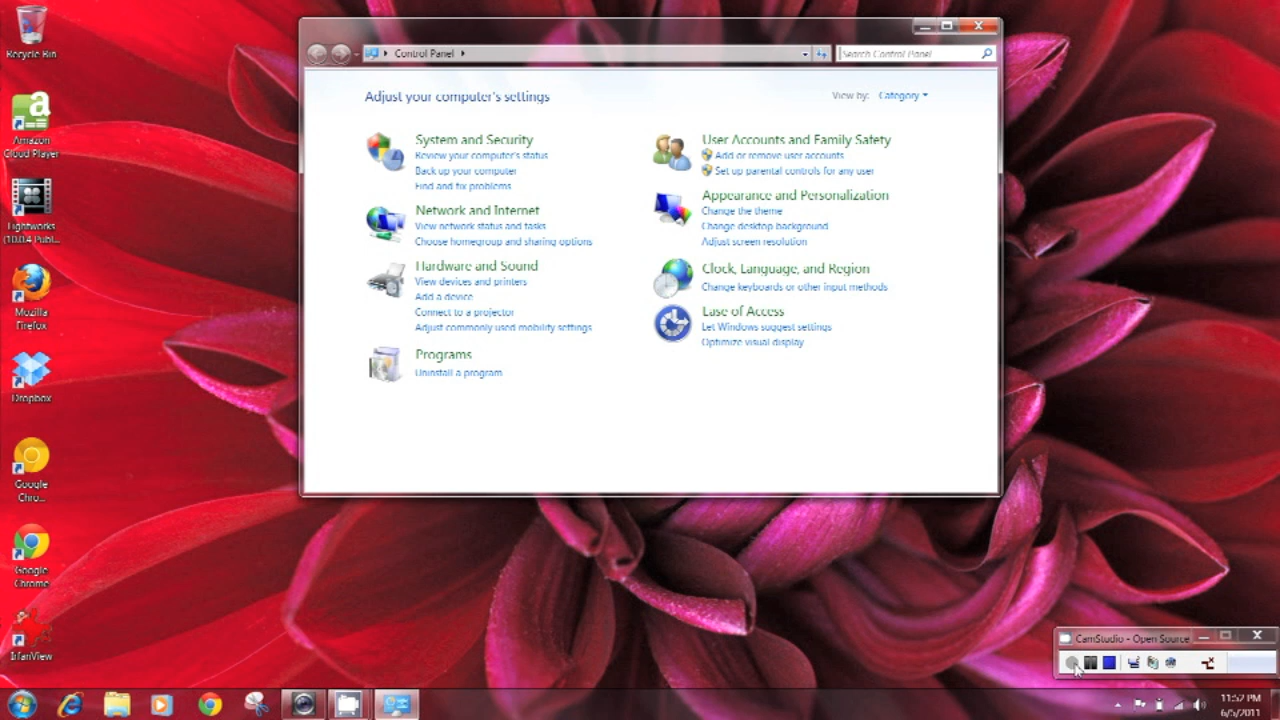 Recycle Bin
Amazon
Cloud Player
Lightworks
(10.0.4 Publ...
Mozilla
Firefox
Dropbox
Google
Chro...
Google
Chrome
IrfanView
Control Panel
Search Control Panel
Adjust your computer's settings
View by: Category
System and Security
Review your computer's status
Back up your computer
Find and fix problems
Network and Internet
View network status and tasks
Choose homegroup and sharing options
Hardware and Sound
View devices and printers
Add a device
Connect to a projector
Adjust commonly used mobility settings
Programs
Uninstall a program
User Accounts and Family Safety
Add or remove user accounts
Set up parental controls for any user
Appearance and Personalization
Change the theme
Change desktop background
Adjust screen resolution
Clock, Language, and Region
Change keyboards or other input methods
Ease of Access
Let Windows suggest settings
Optimize visual display
CamStudio - Open Source
11:52 PM
6/5/2011